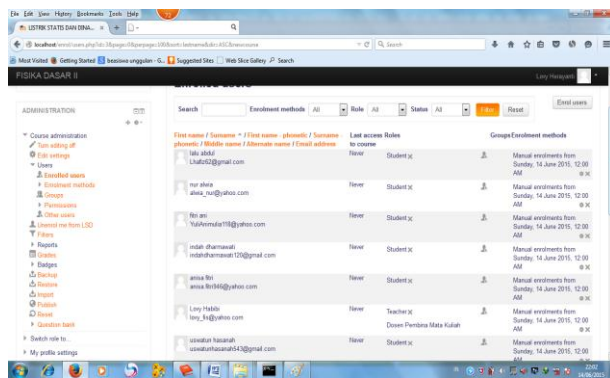 File Edit View History Bookmarks Tools Help
LISTRIK STATIS DAN DINA...
localhost
Search
Most Visited Getting Started beasiswa unggulan - G... Suggested Sites Web Slice Gallery Search
FISIKA DASAR II
Enrolled users
Enrol users
ADMINISTRATION
Search Enrolment methods All Role All Status All Filter Reset
First name / Surname / First name - phonetic / Surname - phonetic / Middle name / Alternate name / Email address
Last access to course
Roles
Groups
Enrolment methods
Course administration
Turn editing off
Edit settings
Users
Enrolled users
Enrolment methods
Groups
Permissions
Other users
Unenrol me from LSD
Filters
Reports
Grades
Badges
Backup
Restore
Import
Publish
Reset
Question bank
Switch role to...
My profile settings
lalu abdul Never Student x Manual enrolments from
Lhafiz62@gmail.com Sunday, 14 June 2015, 12:00
AM
nur alwia Never Student x Manual enrolments from
alwia_nur@yahoo.com Sunday, 14 June 2015, 12:00
AM
fitri ani Never Student x Manual enrolments from
Sunday, 14 June 2015, 12:00
AM
indah dharmawati Never Student x Manual enrolments from
indahdharmawati120@gmail.com Sunday, 14 June 2015, 12:00
AM
anisa fitri Never Student x Manual enrolments from
anisa.fitri946@yahoo.com Sunday, 14 June 2015, 12:00
AM
Lovy Habibi Never Teacher x Manual enrolments from
Sunday, 14 June 2015, 12:00
Dosen Pembina Mata Kuliah AM
uswatun hasanah Never Student x Manual enrolments from
uswatunhasanah543@gmail.com Sunday, 14 June 2015, 12:00
22:02
14/06/2015